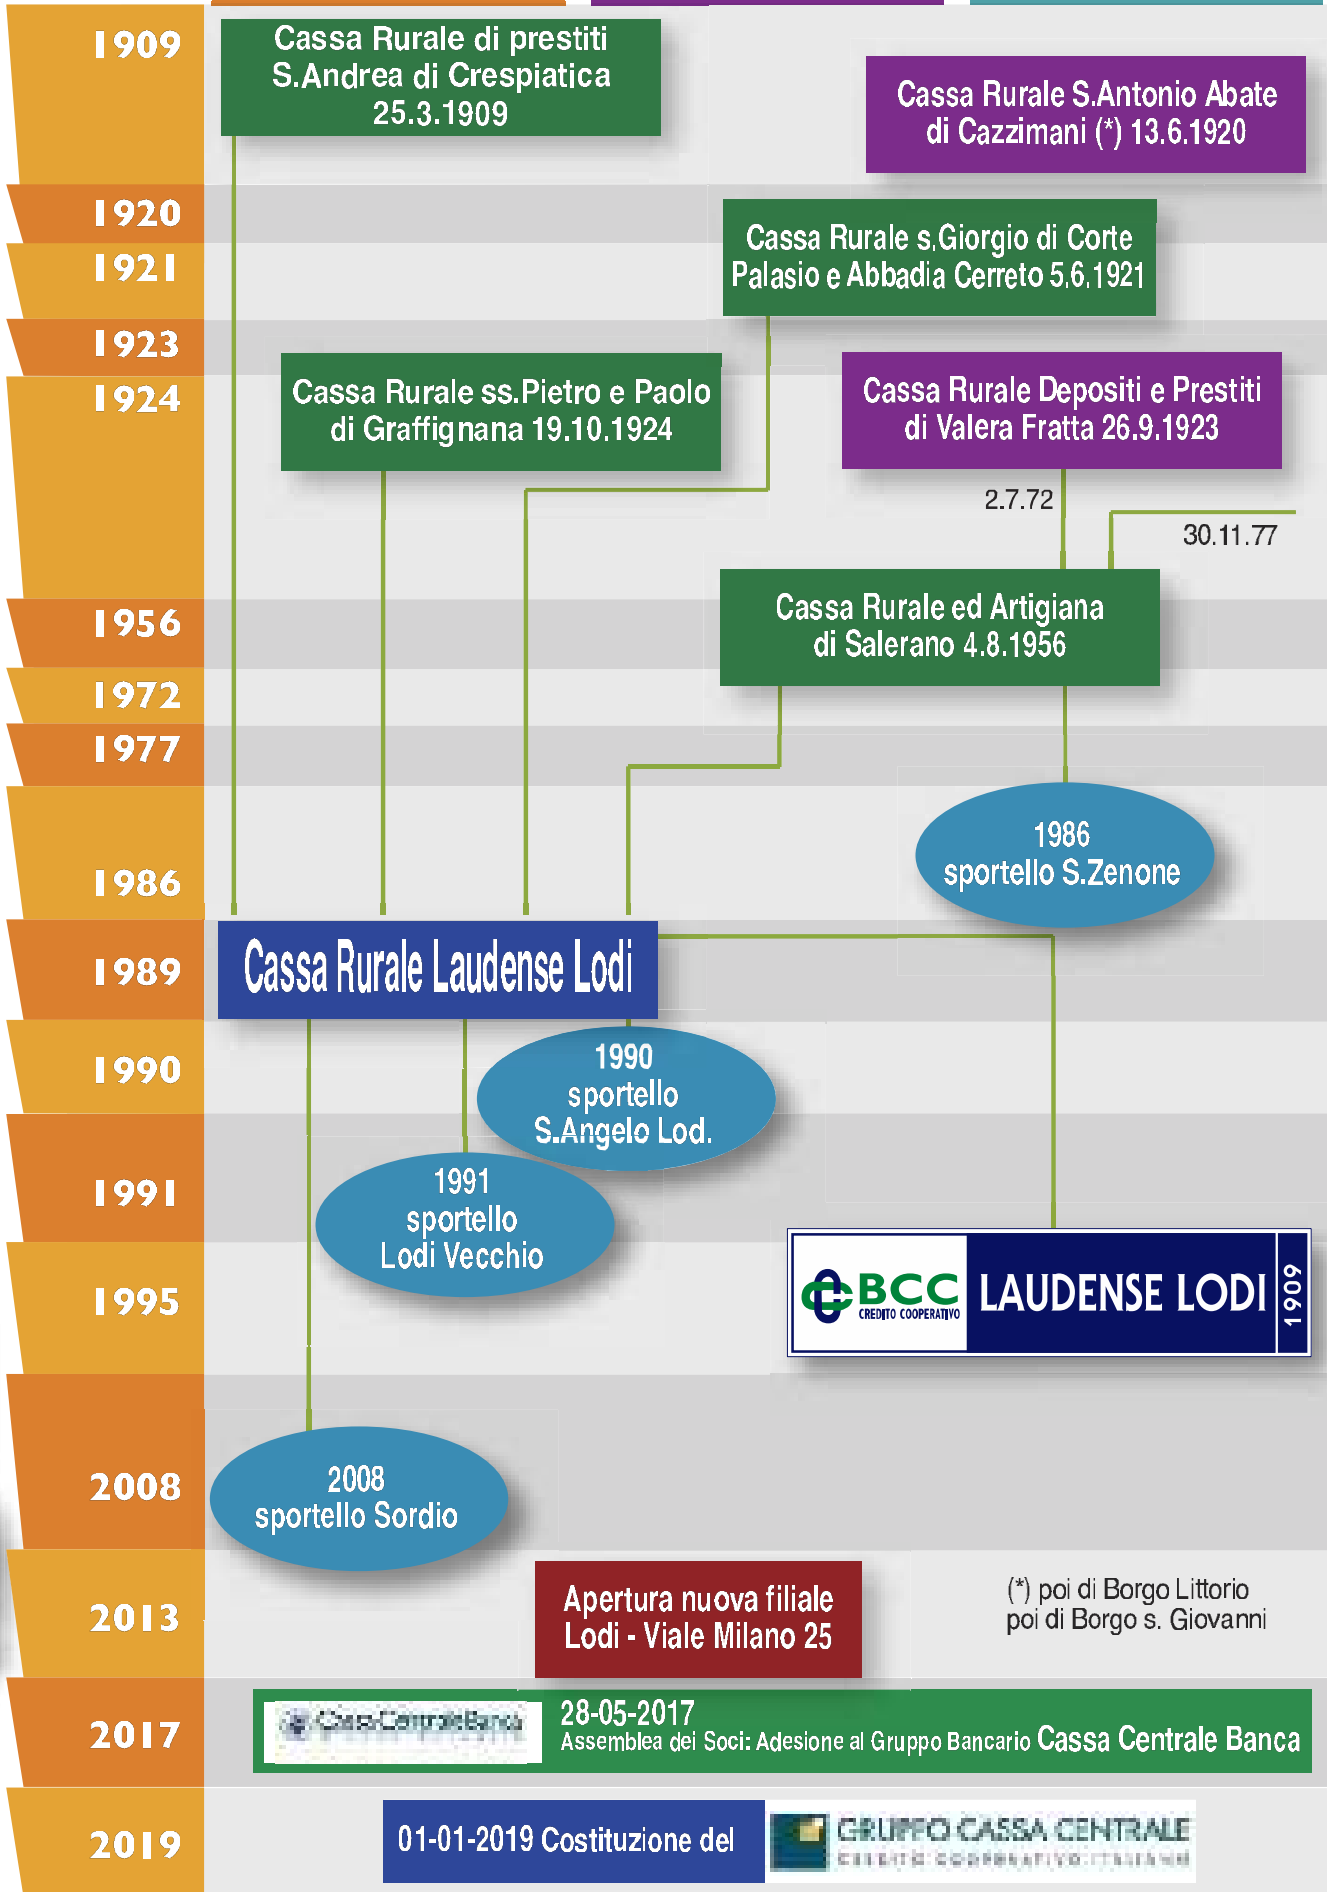 1909
Cassa Rurale di prestiti
S.Andrea di Crespiatica
25.3.1909
Cassa Rurale S.Antonio Abate
di Cazzimani (*) 13.6.1920
1920
Cassa Rurale s.Giorgio di Corte
Palasio e Abbadia Cerreto 5.6.1921
1921
1923
1924
Cassa Rurale ss.Pietro e Paolo
di Graffignana 19.10.1924
Cassa Rurale Depositi e Prestiti
di Valera Fratta 26.9.1923
2.7.72
30.11.77
1956
Cassa Rurale ed Artigiana
di Salerano 4.8.1956
1972
1977
1986
1986
sportello S.Zenone
1989
Cassa Rurale Laudense Lodi
1990
1990
sportello
S.Angelo Lod.
1991
1991
sportello
Lodi Vecchio
1995
BCC
CREDITO COOPERATIVO
LAUDENSE LODI
1909
2008
2008
sportello Sordio
2013
Apertura nuova filiale
Lodi - Viale Milano 25
(*) poi di Borgo Littorio
poi di Borgo s. Giovanni
2017
Cassa Centrale Banca
28-05-2017
Assemblea dei Soci: Adesione al Gruppo Bancario Cassa Centrale Banca
2019
01-01-2019 Costituzione del
GRUPPO CASSA CENTRALE
CREDITO COOPERATIVO ITALIANO